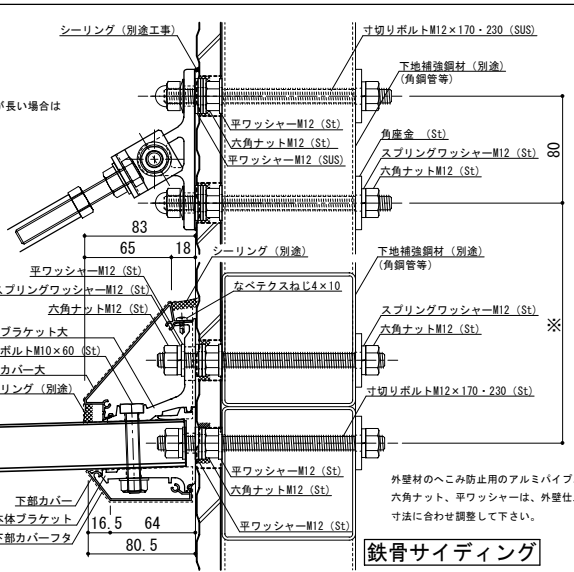 シーリング（別途工事）
寸切りボルトM12×170・230（SUS）
下地補強鋼材（別途）
（角鋼管等）
が長い場合は
平ワッシャーM12（St）
六角ナットM12（St）
平ワッシャーM12（SUS）
角座金（St）
スプリングワッシャーM12（St）
六角ナットM12（St）
80
83
65
18
シーリング（別途）
下地補強鋼材（別途）
（角鋼管等）
平ワッシャーM12（St）
スプリングワッシャーM12（St）
六角ナットM12（St）
なベテクスねじ4×10
スプリングワッシャーM12（St）
六角ナットM12（St）
※
ブラケット大
ボルトM10×60（St）
カバー大
リング（別途）
寸切りボルトM12×170・230（St）
平ワッシャーM12（St）
六角ナットM12（St）
平ワッシャーM12（St）
下部カバー
本体ブラケット
下部カバーフタ
16.5
64
80.5
外壁材のへこみ防止用のアルミパイプ、
六角ナット、平ワッシャーは、外壁仕
寸法に合わせ調整して下さい。
鉄骨サイディング